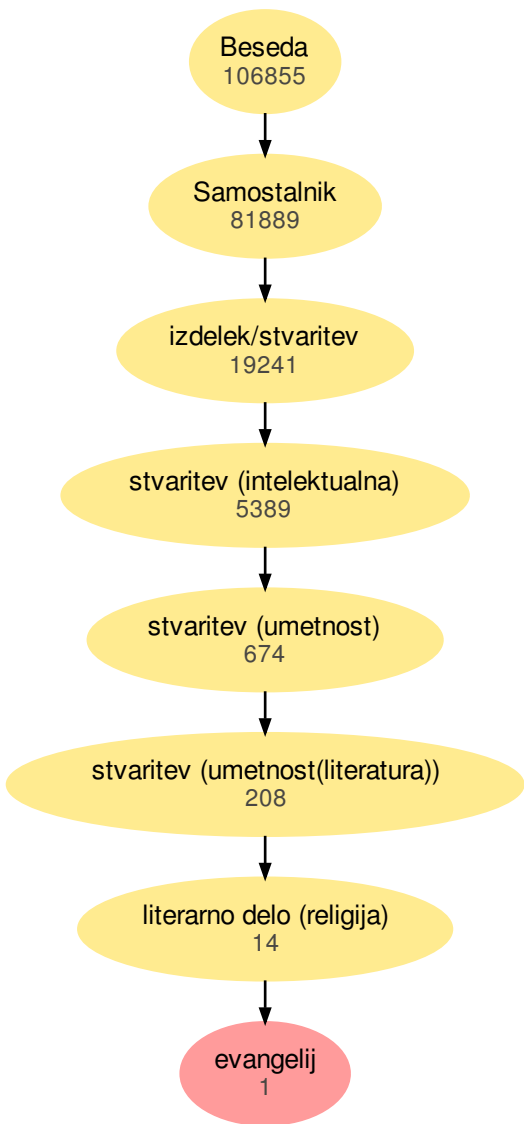 Beseda
106855
Samostalnik
81889
izdelek/stvaritev
19241
stvaritev (intelektualna)
5389
stvaritev (umetnost)
674
stvaritev (umetnost(literatura))
208
literarno delo (religija)
14
evangelij
1